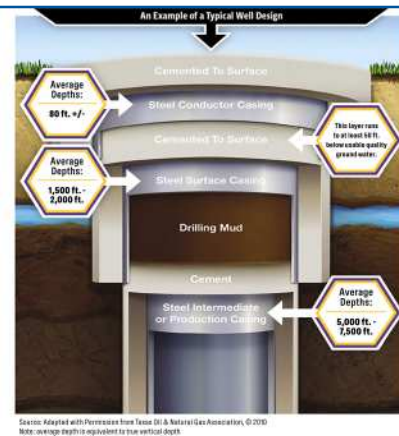 An Example of a Typical Well Design
Cemented To Surface
Average
Depths:
80 ft. +/-
Steel Conductor Casing
Cemented To Surface
This layer runs
to at least 50 ft.
below usable quality
ground water.
Average
Depths:
1,500 ft. -
2,000 ft.
Steel Surface Casing
Drilling Mud
Cement
Steel Intermediate
or Production Casing
Average
Depths:
5,000 ft. -
7,500 ft.
Source: Adapted with Permission from Texas Oil & Natural Gas Association, © 2010
Note: average depth is equivalent to true vertical depth